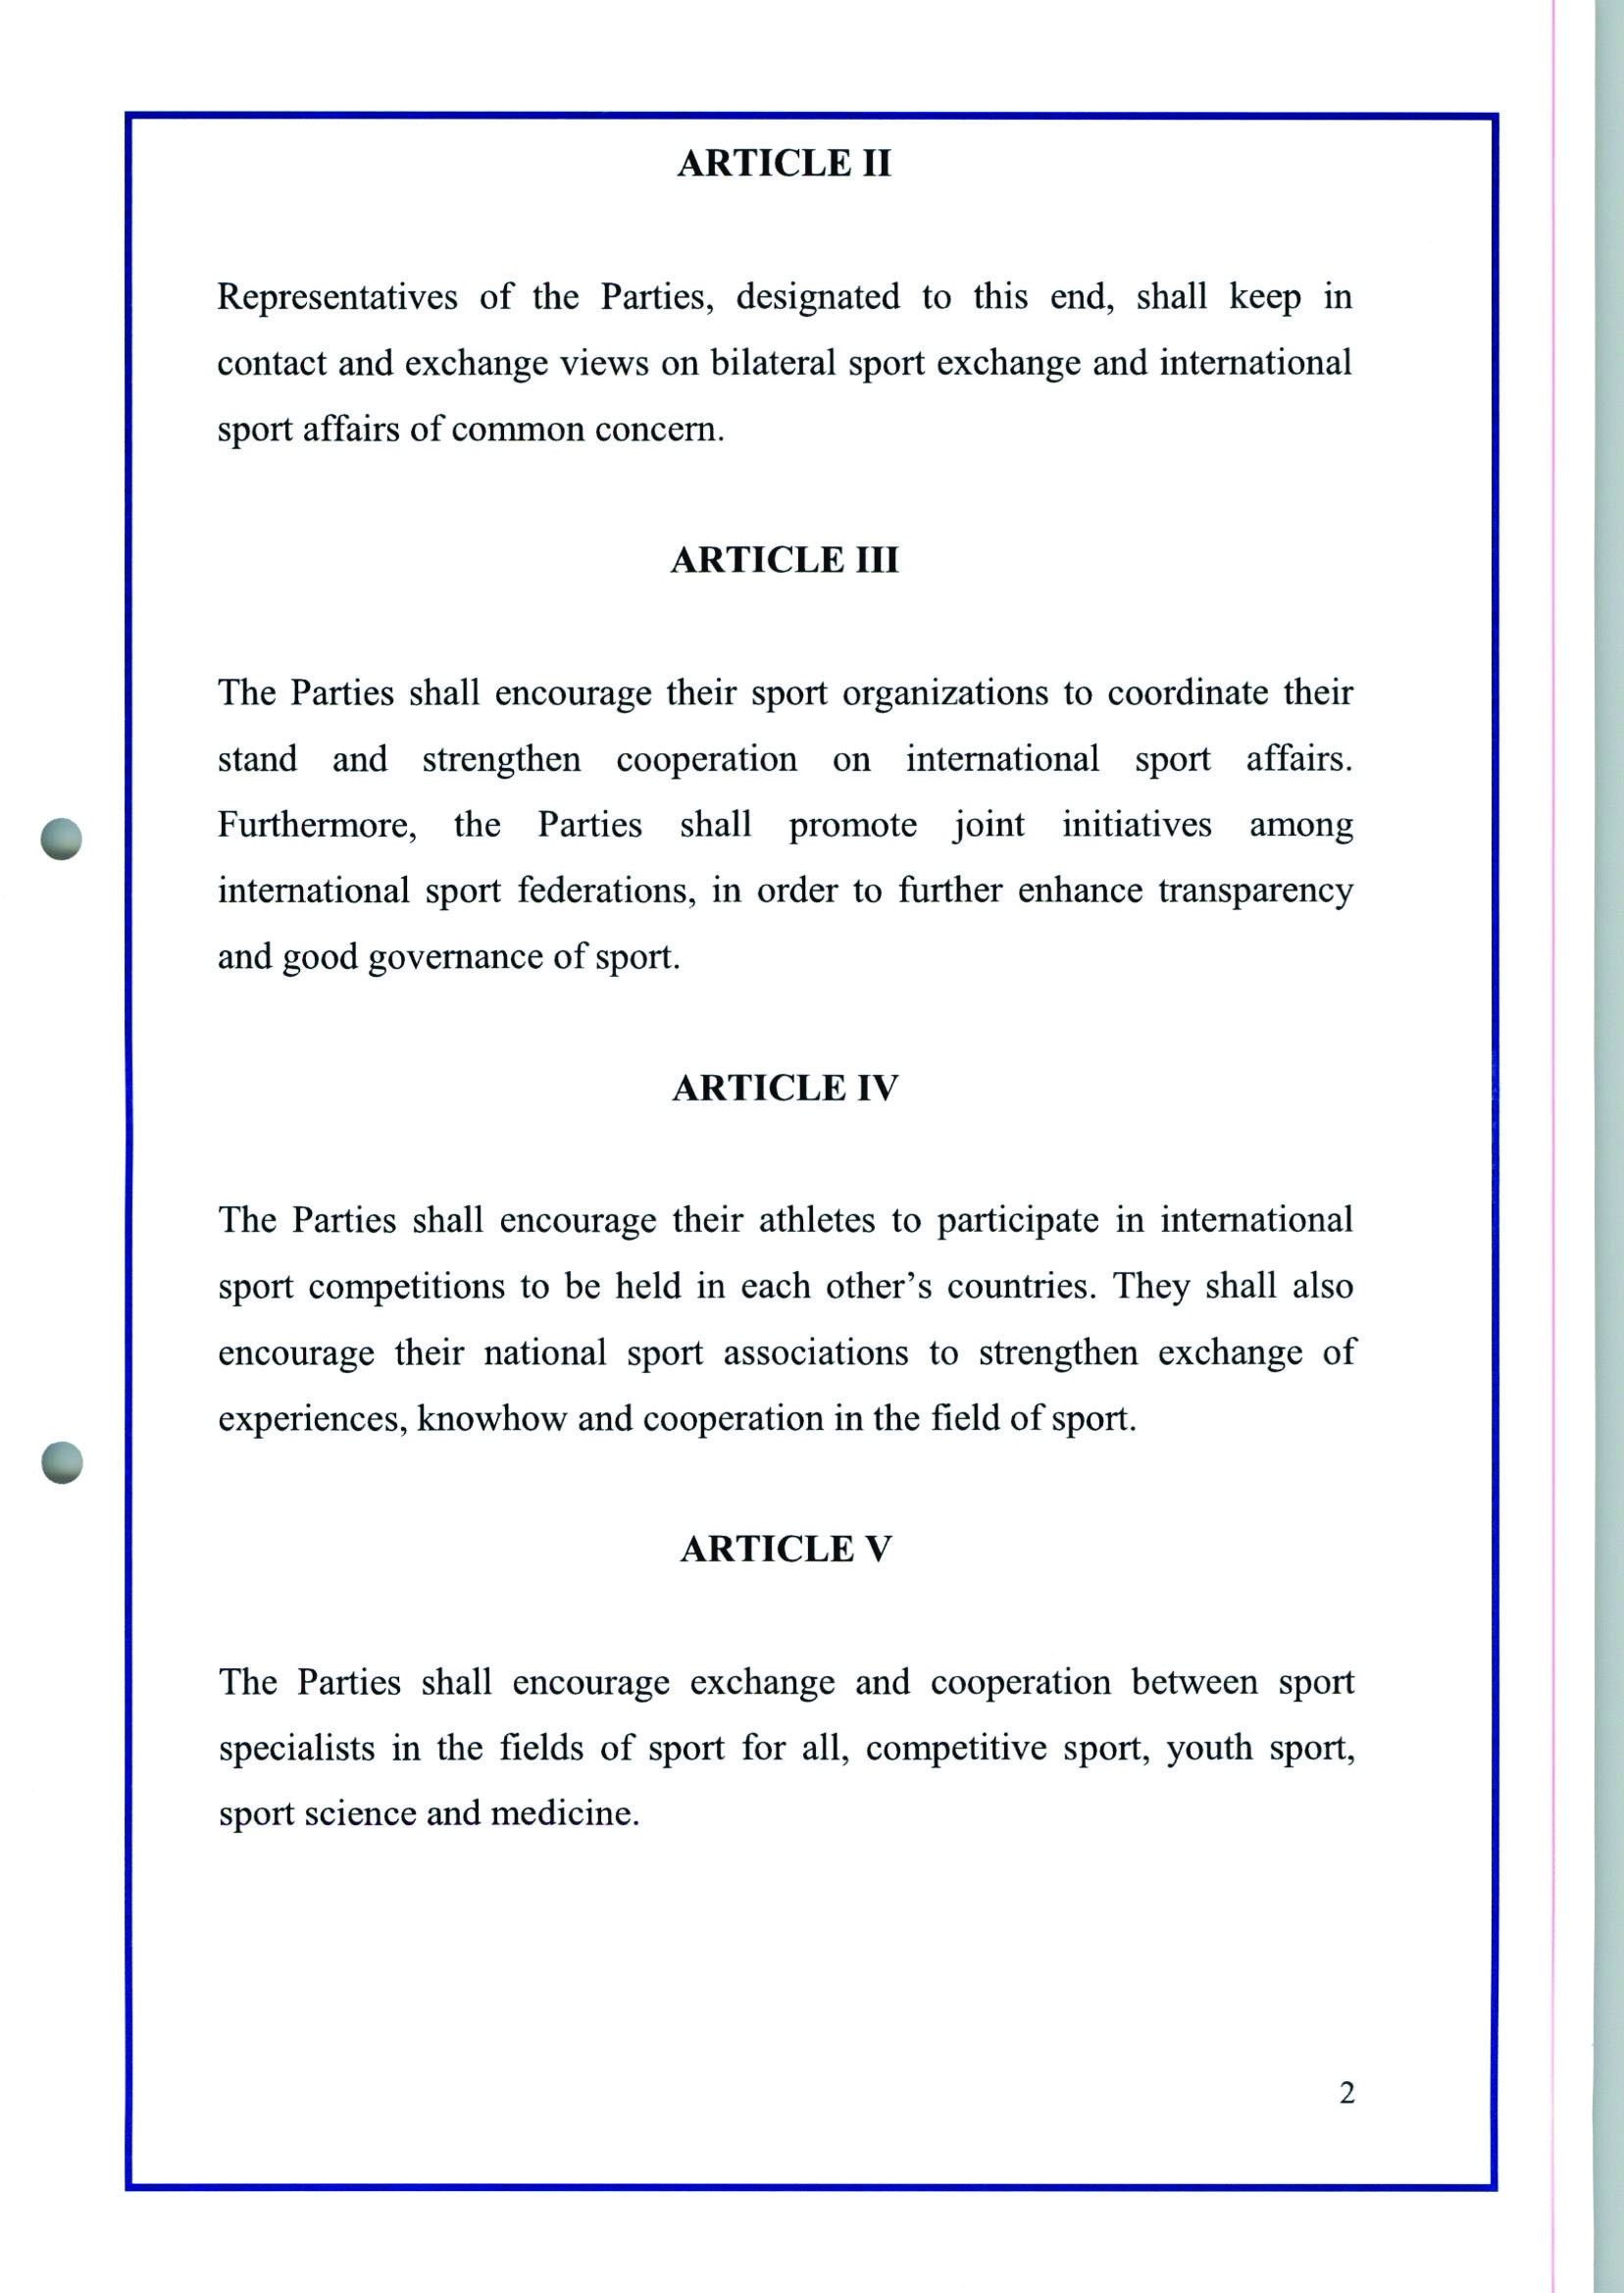 ARTICLE II
Representatives of the Parties, designated to this end, shall keep in
contact and exchange views on bilateral sport exchange and international
sport affairs of common concern.
ARTICLE III
The Parties shall encourage their sport organizations to coordinate their
stand and strengthen cooperation on international sport affairs.
Furthermore, the Parties shall promote joint initiatives among
international sport federations, in order to further enhance transparency
and good governance of sport.
ARTICLE IV
The Parties shall encourage their athletes to participate in international
sport competitions to be held in each other’s countries. They shall also
encourage their national sport associations to strengthen exchange of
experiences, knowhow and cooperation in the field of sport.
ARTICLE V
The Parties shall encourage exchange and cooperation between sport
specialists in the fields of sport for all, competitive sport, youth sport,
sport science and medicine.
2